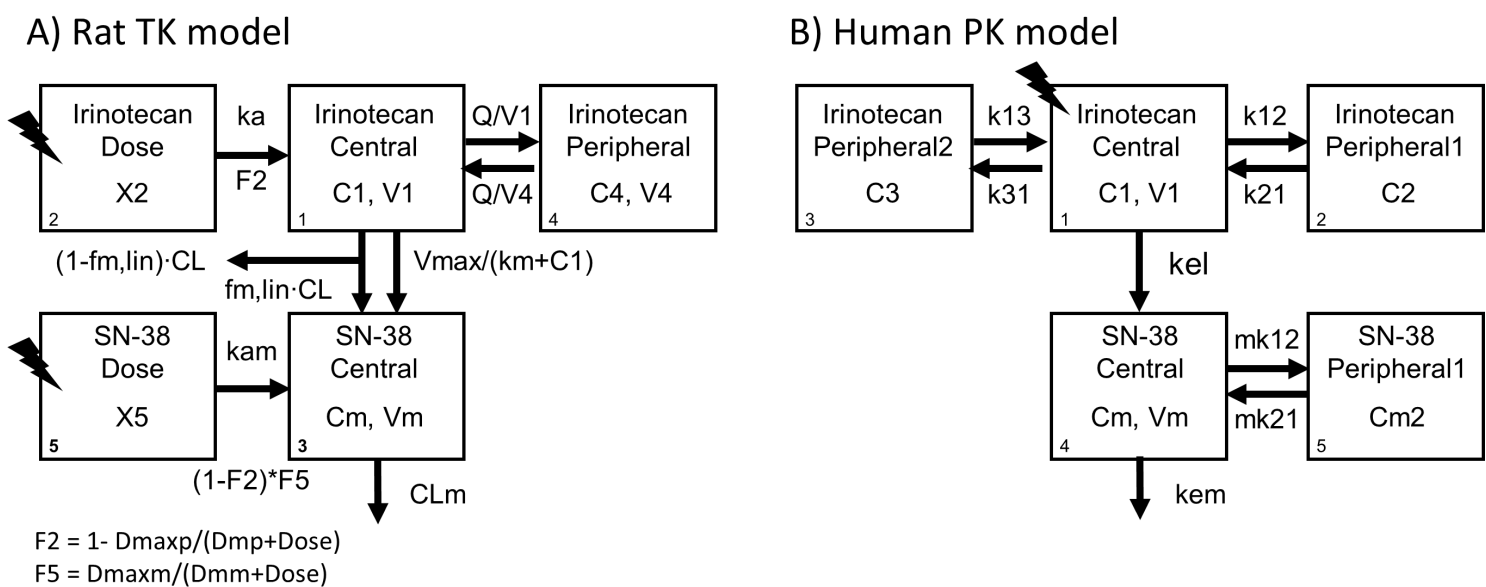 A) Rat TK model
Irinotecan
Dose
X2
2
ka
F2
Irinotecan
Central
C1, V1
1
Q/V1
Q/V4
Irinotecan
Peripheral
C4, V4
4
(1-fm,lin)·CL
fm,lin·CL
Vmax/(km+C1)
SN-38
Dose
X5
5
kam
(1-F2)*F5
SN-38
Central
Cm, Vm
3
CLm
F2 = 1- Dmaxp/(Dmp+Dose)
F5 = Dmaxm/(Dmm+Dose)
B) Human PK model
Irinotecan
Peripheral2
C3
3
k13
k31
Irinotecan
Central
C1, V1
1
k12
k21
Irinotecan
Peripheral1
C2
2
kel
SN-38
Central
Cm, Vm
4
mk12
mk21
SN-38
Peripheral1
Cm2
5
kem